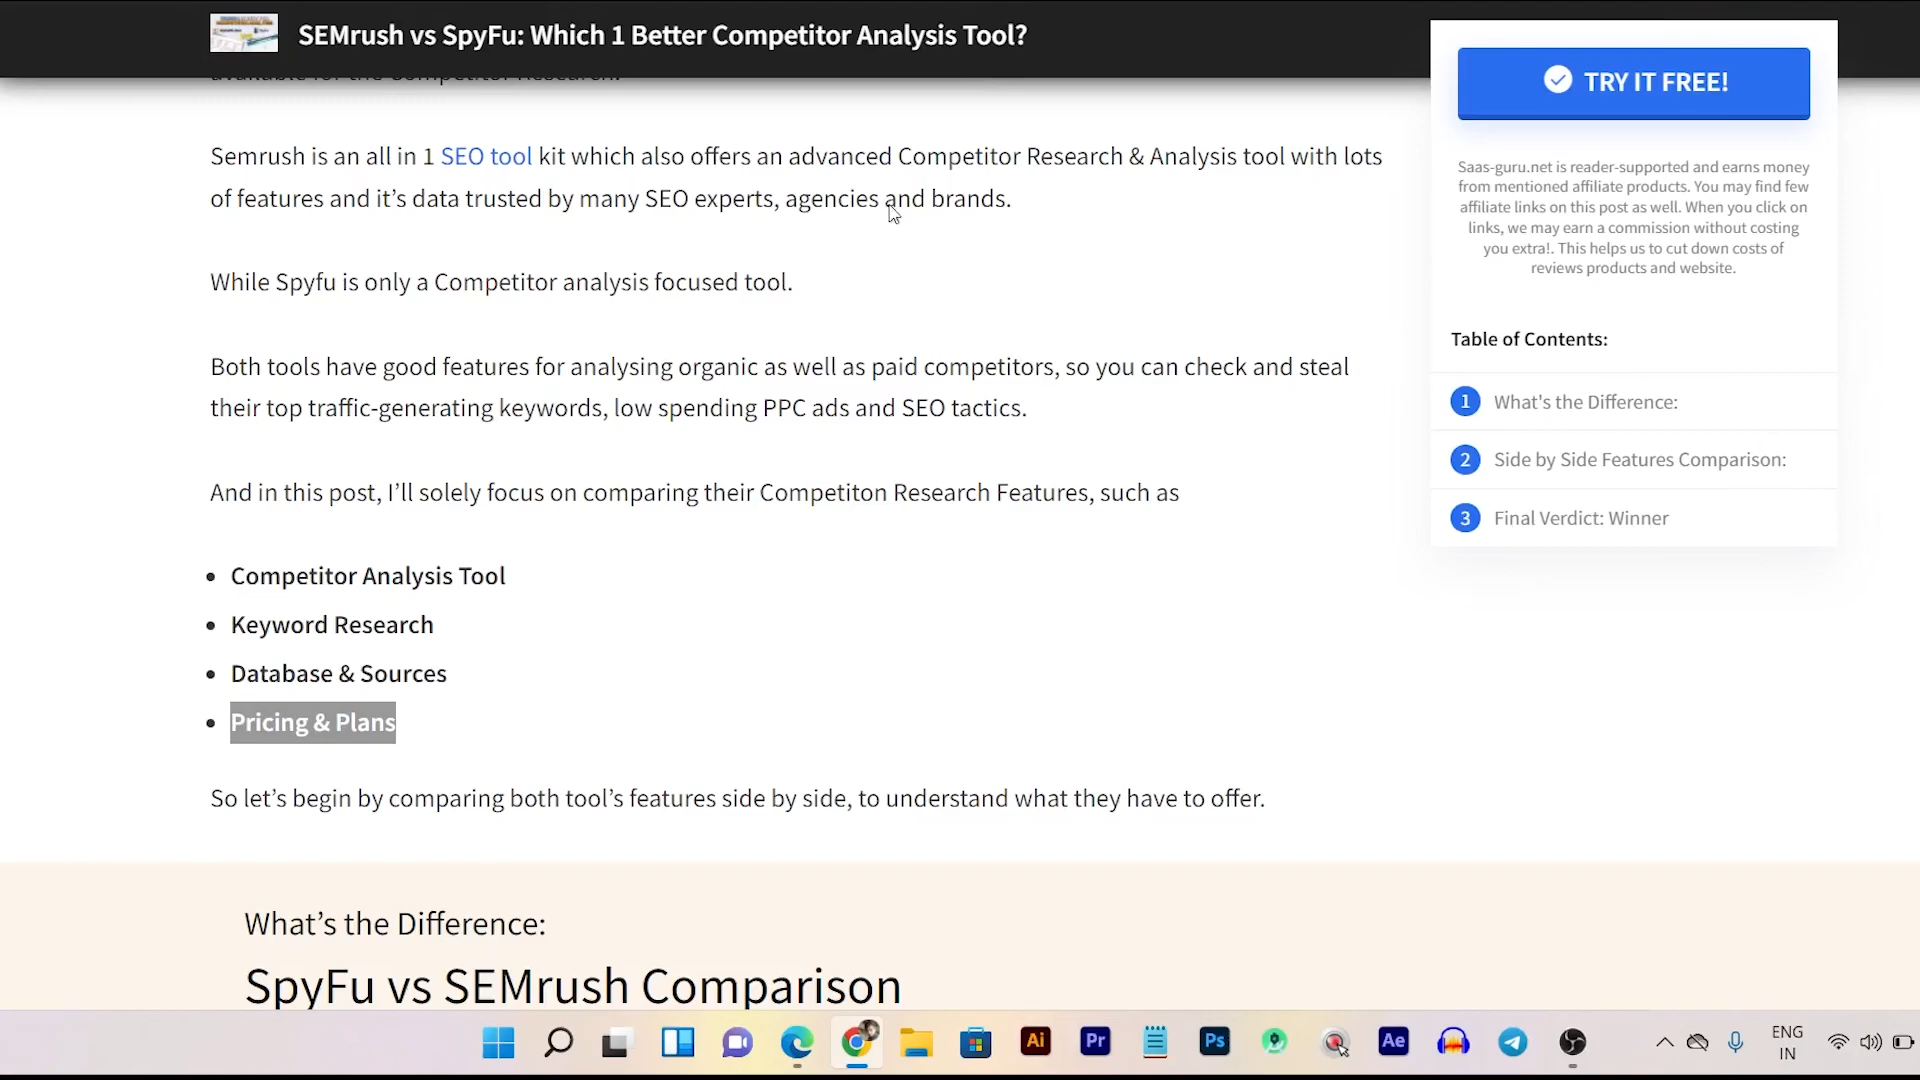 SEMrush vs SpyFu: Which 1 Better Competitor Analysis Tool?
available for the Competitor Research.
Semrush is an all in 1 SEO tool kit which also offers an advanced Competitor Research & Analysis tool with lots
of features and it’s data trusted by many SEO experts, agencies and brands.
While Spyfu is only a Competitor analysis focused tool.
Both tools have good features for analysing organic as well as paid competitors, so you can check and steal
their top traffic-generating keywords, low spending PPC ads and SEO tactics.
And in this post, I’ll solely focus on comparing their Competiton Research Features, such as
Competitor Analysis Tool
Keyword Research
Database & Sources
Pricing & Plans
So let’s begin by comparing both tool’s features side by side, to understand what they have to offer.
What’s the Difference:
SpyFu vs SEMrush Comparison
TRY IT FREE!
Saas-guru.net is reader-supported and earns money
from mentioned affiliate products. You may find few
affiliate links on this post as well. When you click on
links, we may earn a commission without costing
you extra!. This helps us to cut down costs of
reviews products and website.
Table of Contents:
1 What's the Difference:
2 Side by Side Features Comparison:
3 Final Verdict: Winner
Ai
Pr
Ps
Ae
ENG
IN